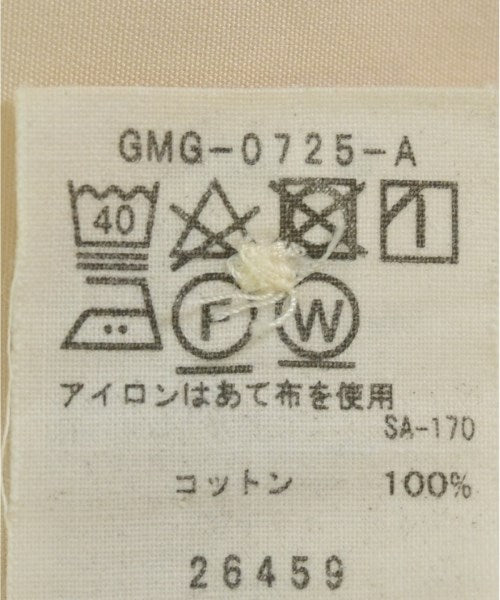 GMG-0725-A
40
F W
アイロンはあて布を使用
SA-170
コットン 100%
26459